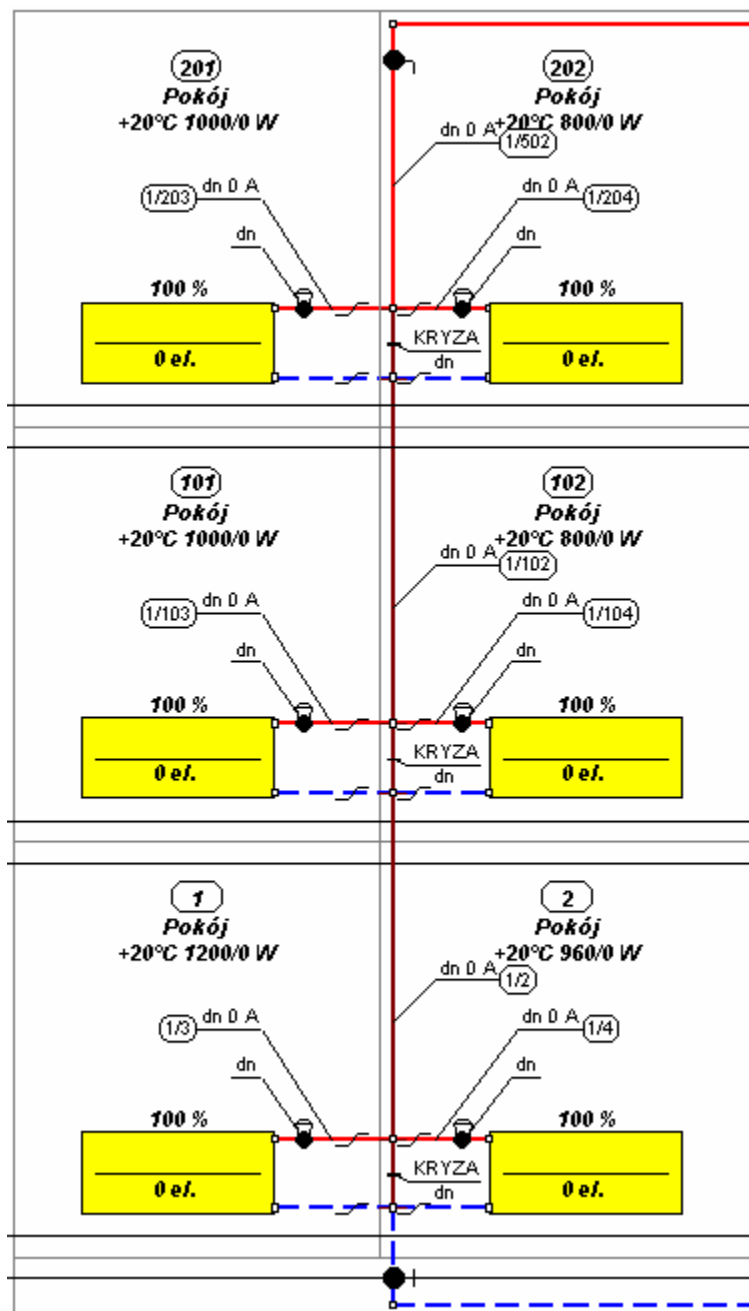 201
Pokój
+20°C 1000/0 W
202
Pokój
+20°C 800/0 W
dn 0 A 1/502
1/203 dn 0 A
dn 0 A 1/204
dn
dn
100 %
100 %
KRYZA
dn
0 el.
0 el.
101
Pokój
+20°C 1000/0 W
102
Pokój
+20°C 800/0 W
dn 0 A 1/102
1/103 dn 0 A
dn 0 A 1/104
dn
dn
100 %
100 %
KRYZA
dn
0 el.
0 el.
1
Pokój
+20°C 1200/0 W
2
Pokój
+20°C 960/0 W
dn 0 A 1/2
1/3 dn 0 A
dn 0 A 1/4
dn
dn
100 %
100 %
KRYZA
dn
0 el.
0 el.